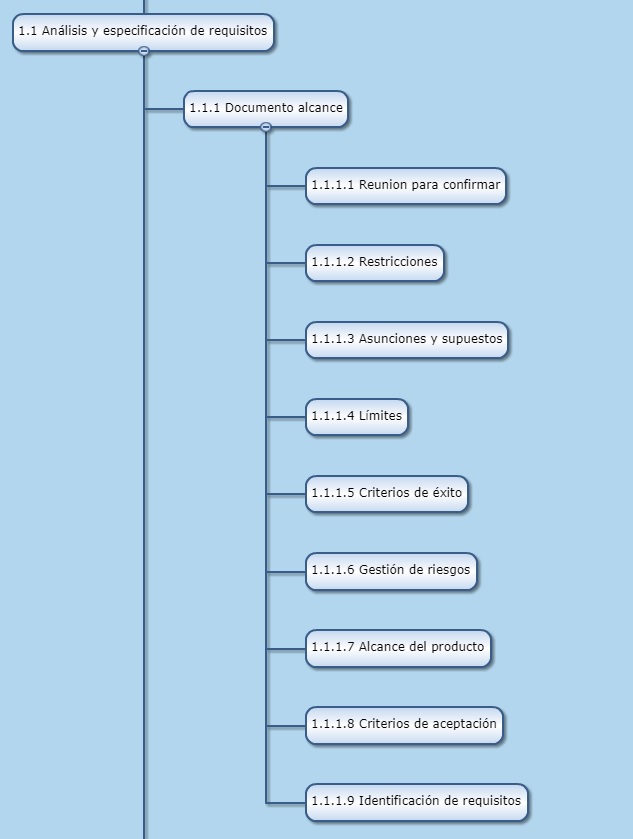 1.1 Análisis y especificación de requisitos
1.1.1 Documento alcance
1.1.1.1 Reunion para confirmar
1.1.1.2 Restricciones
1.1.1.3 Asunciones y supuestos
1.1.1.4 Límites
1.1.1.5 Criterios de éxito
1.1.1.6 Gestión de riesgos
1.1.1.7 Alcance del producto
1.1.1.8 Criterios de aceptación
1.1.1.9 Identificación de requisitos